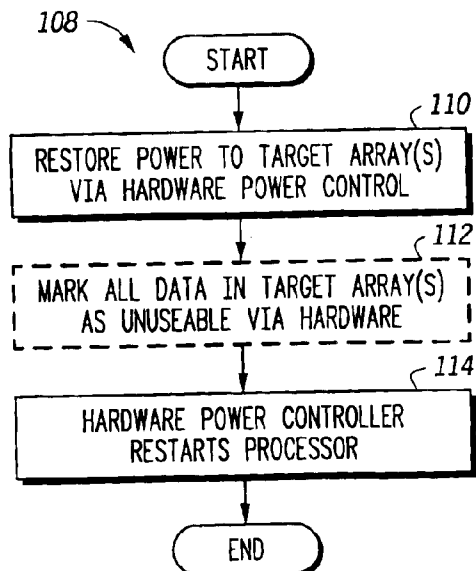 108
START
110
RESTORE POWER TO TARGET ARRAY(S)
VIA HARDWARE POWER CONTROL
112
MARK ALL DATA IN TARGET ARRAY(S)
AS UNUSEABLE VIA HARDWARE
114
HARDWARE POWER CONTROLLER
RESTARTS PROCESSOR
END